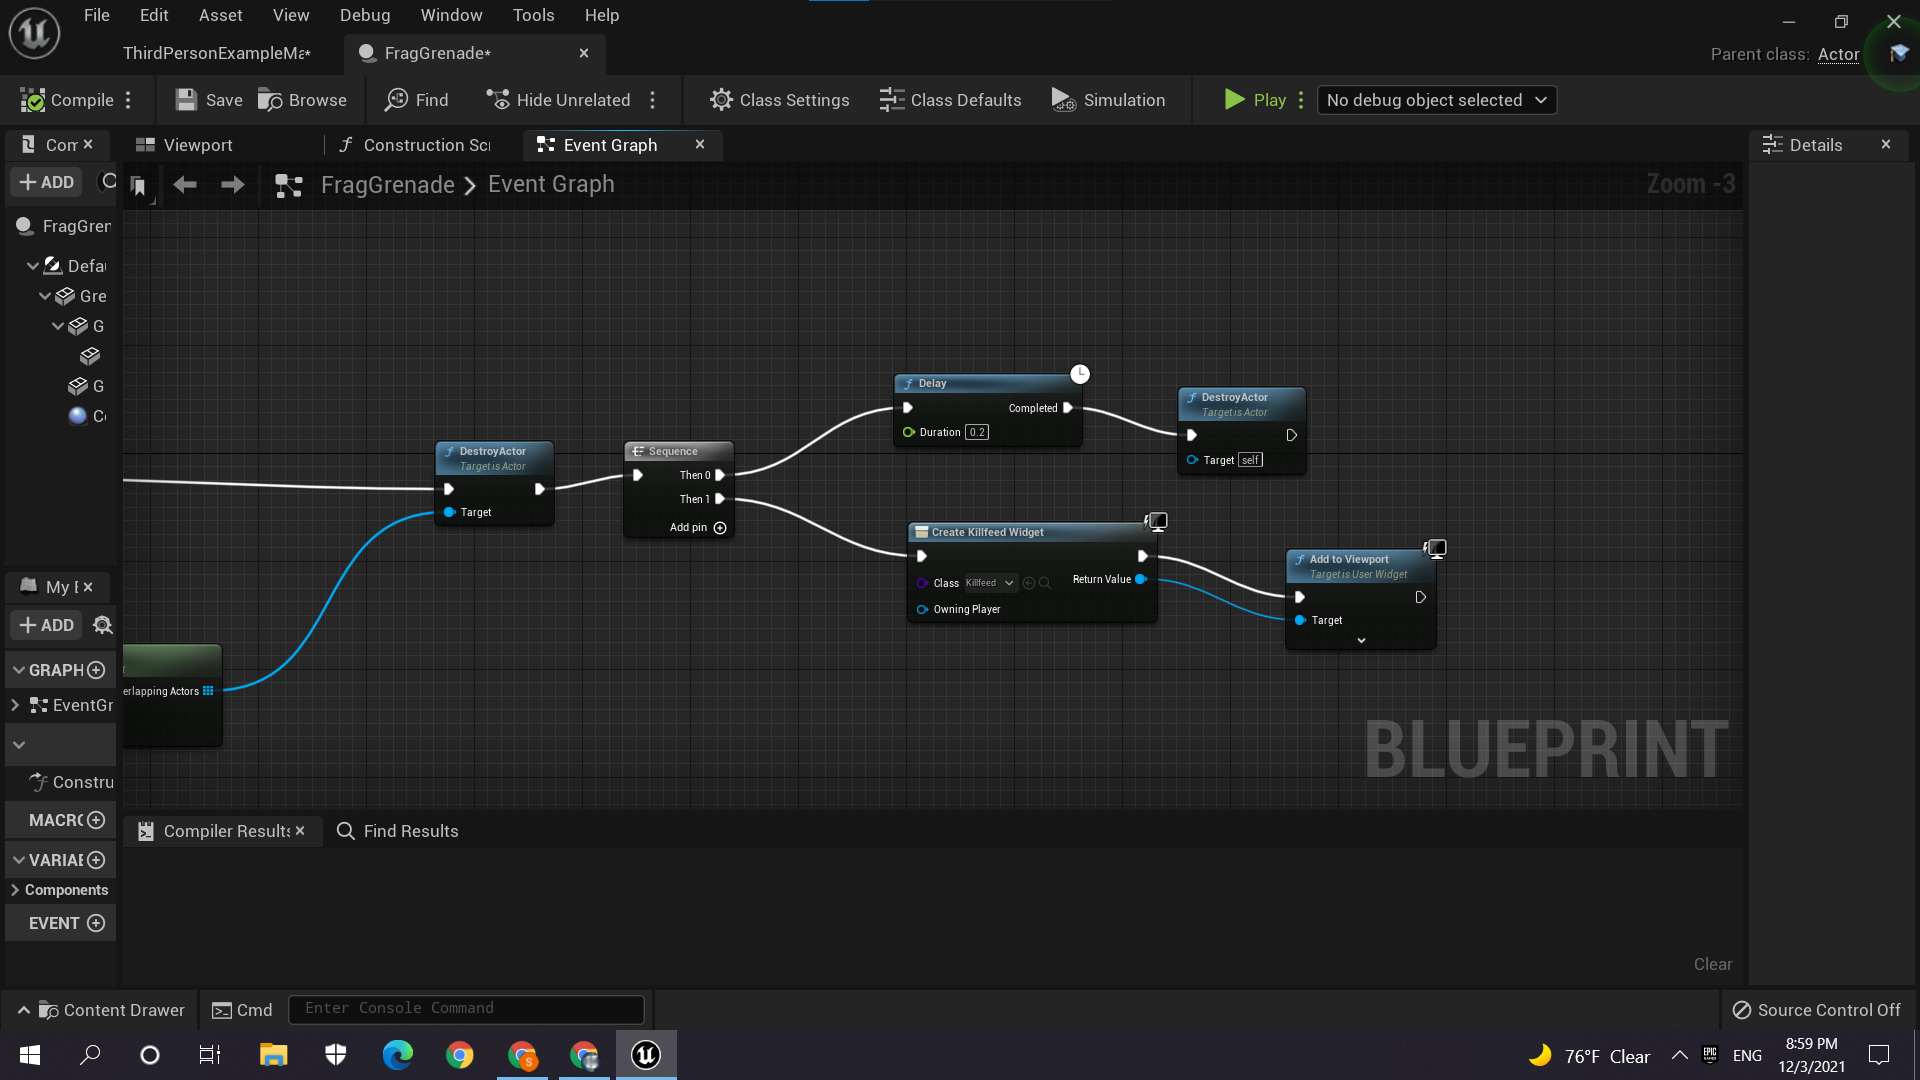 File Edit Asset View Debug Window Tools Help
ThirdPersonExampleMa*
FragGrenade*
Parent class: Actor
Compile
Save
Browse
Find
Hide Unrelated
Class Settings
Class Defaults
Simulation
Play
No debug object selected
Com
Viewport
Construction Sc
Event Graph
Details
ADD
FragGrenade
Event Graph
Zoom -3
FragGren
Defau
Gre
G
G
Co
Delay
Completed
Duration 0.2
DestroyActor
Target is Actor
Target self
DestroyActor
Target is Actor
Target
Sequence
Then 0
Then 1
Add pin
Create Killfeed Widget
Class Killfeed
Return Value
Owning Player
Add to Viewport
Target is User Widget
Target
My E
ADD
GRAPH
EventGr
Constru
MACRO
VARIAE
Components
EVENT
erlapping Actors
BLUEPRINT
Compiler Results
Find Results
Clear
Content Drawer
Cmd
Enter Console Command
Source Control Off
76°F Clear
EPIC
ENG
8:59 PM
12/3/2021